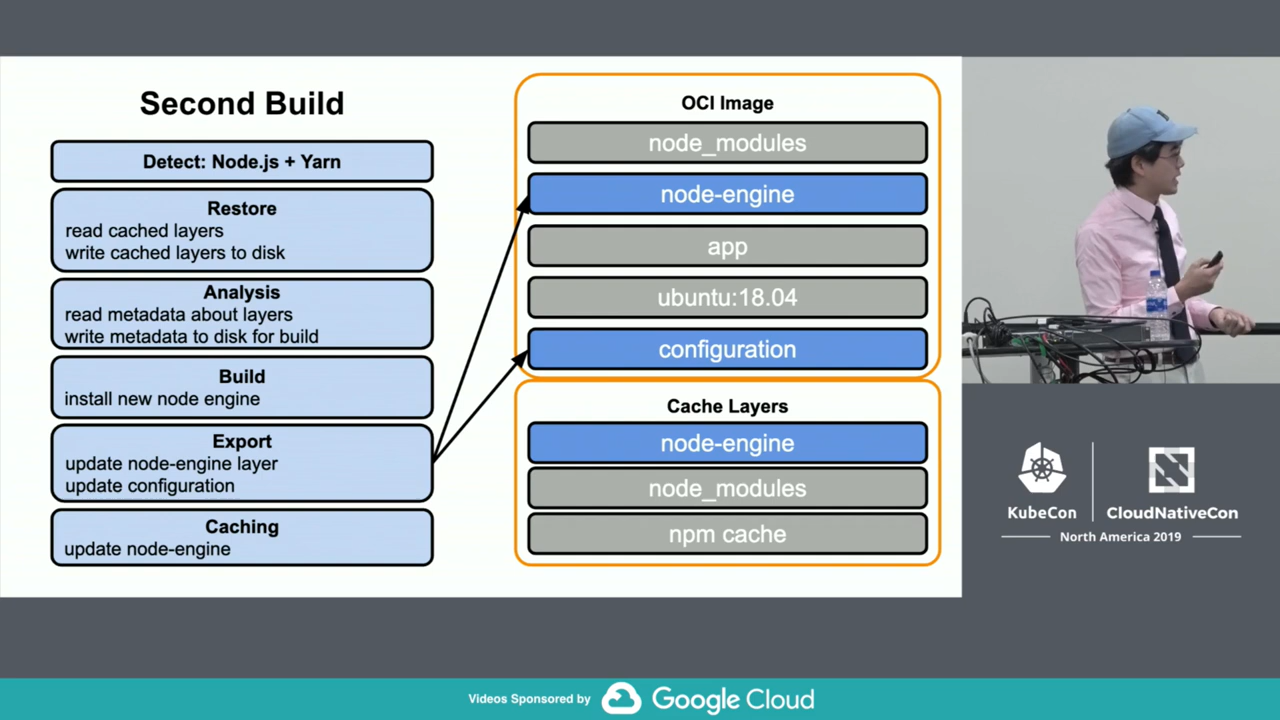 Second Build
Detect: Node.js + Yarn
Restore
read cached layers
write cached layers to disk
Analysis
read metadata about layers
write metadata to disk for build
Build
install new node engine
Export
update node-engine layer
update configuration
Caching
update node-engine
OCI Image
node_modules
node-engine
app
ubuntu:18.04
configuration
Cache Layers
node-engine
node_modules
npm cache
KubeCon
CloudNativeCon
North America 2019
Videos Sponsored by
Google Cloud